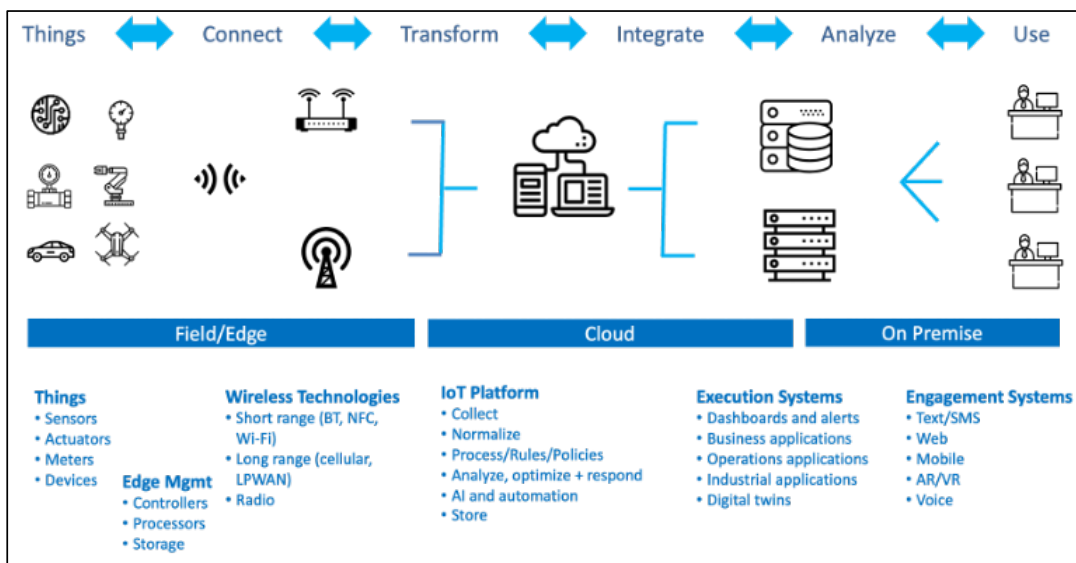 Things Connect Transform Integrate Analyze Use
Field/Edge
Cloud
On Premise
Things
• Sensors
• Actuators
• Meters
• Devices
Edge Mgmt
• Controllers
• Processors
• Storage
Wireless Technologies
• Short range (BT, NFC,
Wi-Fi)
• Long range (cellular,
LPWAN)
• Radio
IoT Platform
• Collect
• Normalize
• Process/Rules/Policies
• Analyze, optimize + respond
• AI and automation
• Store
Execution Systems
• Dashboards and alerts
• Business applications
• Operations applications
• Industrial applications
• Digital twins
Engagement Systems
• Text/SMS
• Web
• Mobile
• AR/VR
• Voice